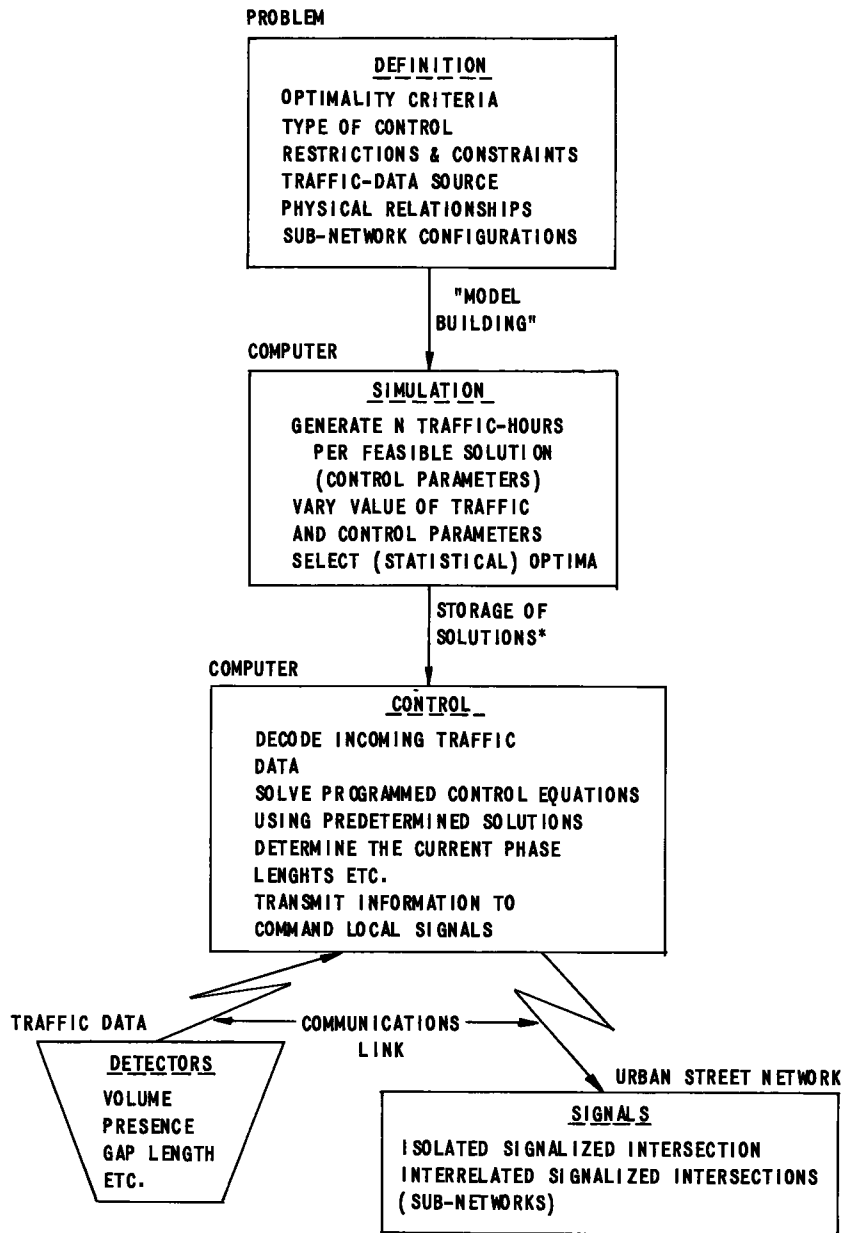 PROBLEM
DEFINITION
OPTIMALITY CRITERIA
TYPE OF CONTROL
RESTRICTIONS & CONSTRAINTS
TRAFFIC-DATA SOURCE
PHYSICAL RELATIONSHIPS
SUB-NETWORK CONFIGURATIONS
"MODEL
BUILDING"
COMPUTER
SIMULATION
GENERATE N TRAFFIC-HOURS
PER FEASIBLE SOLUTION
(CONTROL PARAMETERS)
VARY VALUE OF TRAFFIC
AND CONTROL PARAMETERS
SELECT (STATISTICAL) OPTIMA
STORAGE OF
SOLUTIONS*
COMPUTER
CONTROL
DECODE INCOMING TRAFFIC
DATA
SOLVE PROGRAMMED CONTROL EQUATIONS
USING PREDETERMINED SOLUTIONS
DETERMINE THE CURRENT PHASE
LENGHTS ETC.
TRANSMIT INFORMATION TO
COMMAND LOCAL SIGNALS
TRAFFIC DATA
COMMUNICATIONS
LINK
DETECTORS
VOLUME
PRESENCE
GAP LENGTH
ETC.
URBAN STREET NETWORK
SIGNALS
ISOLATED SIGNALIZED INTERSECTION
INTERRELATED SIGNALIZED INTERSECTIONS
(SUB-NETWORKS)